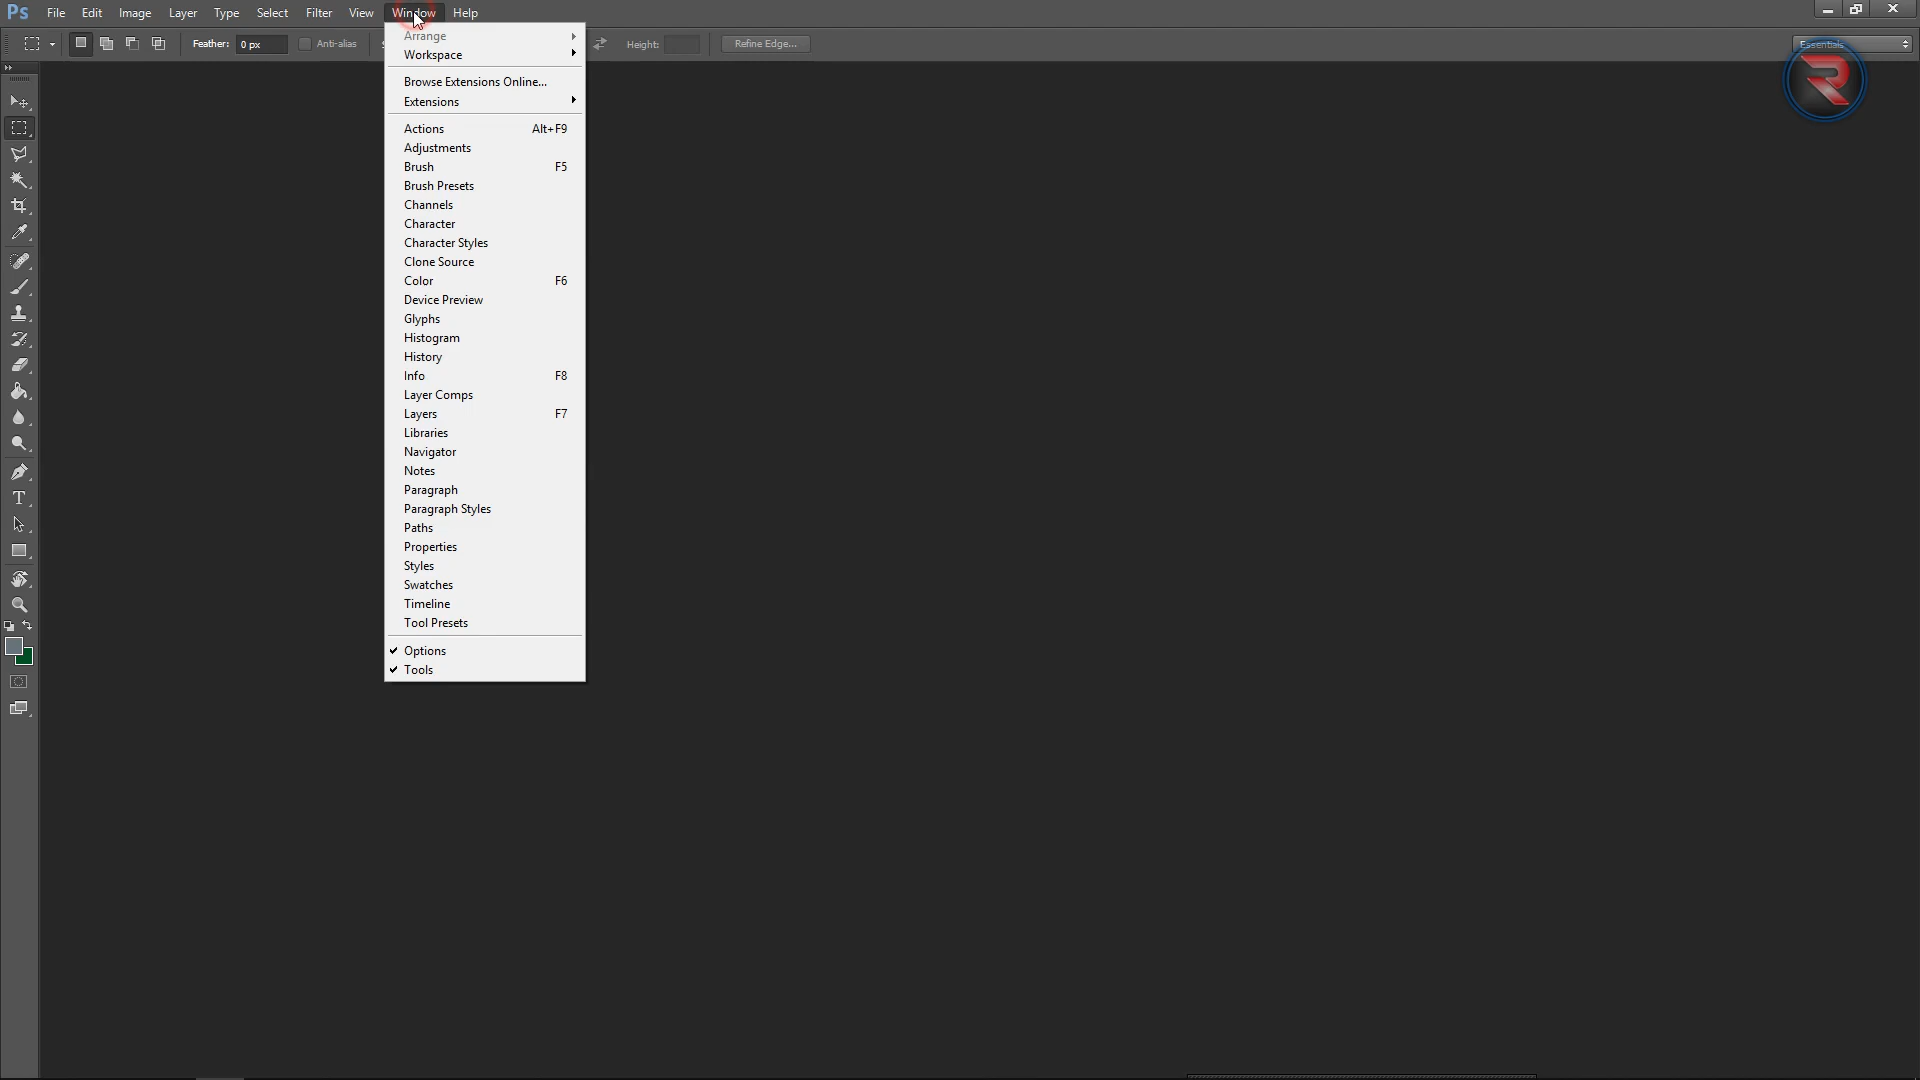 Ps File Edit Image Layer Type Select Filter View Window Help
Feather: 0 px Anti-alias Height: Refine Edge... Essentials
Arrange
Workspace
Browse Extensions Online...
Extensions
Actions Alt+F9
Adjustments
Brush F5
Brush Presets
Channels
Character
Character Styles
Clone Source
Color F6
Device Preview
Glyphs
Histogram
History
Info F8
Layer Comps
Layers F7
Libraries
Navigator
Notes
Paragraph
Paragraph Styles
Paths
Properties
Styles
Swatches
Timeline
Tool Presets
Options
Tools
R
T